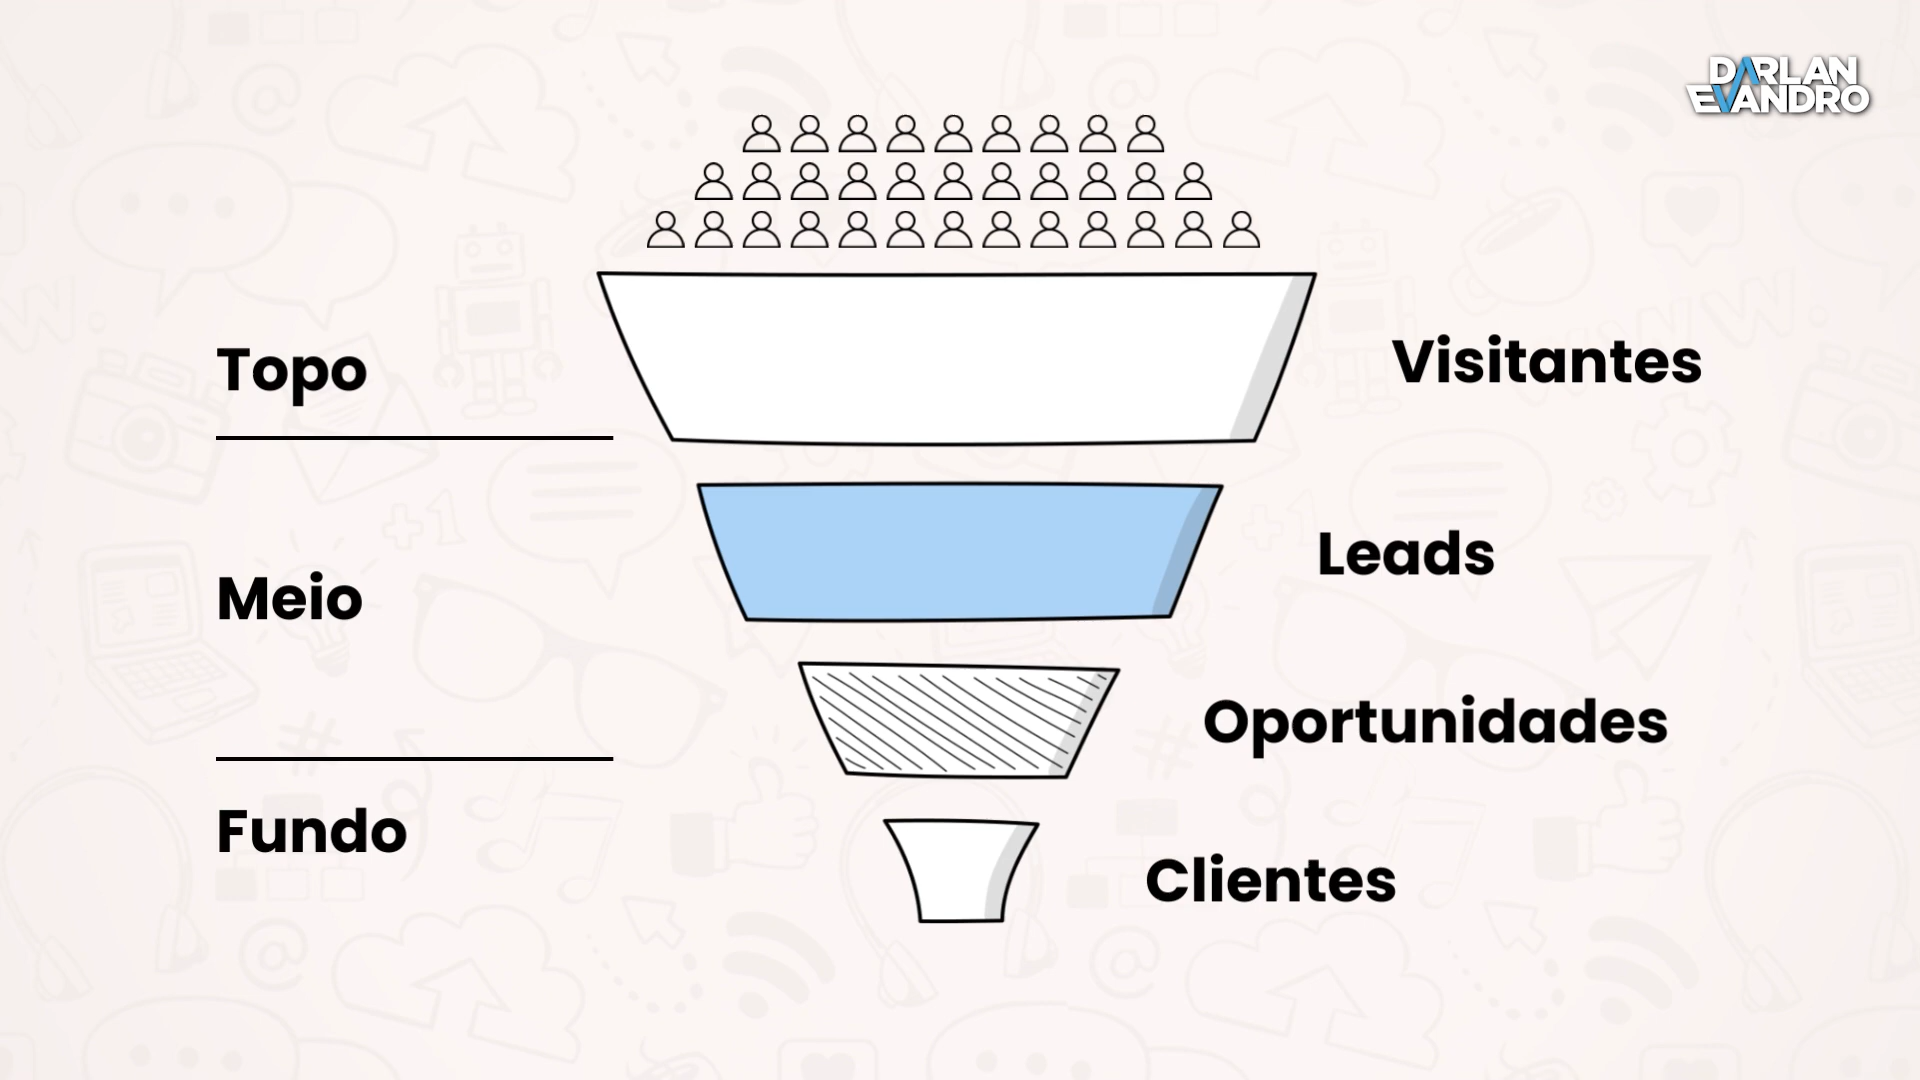 DARLAN
EVANDRO
Topo
Visitantes
Leads
Meio
Oportunidades
Fundo
Clientes